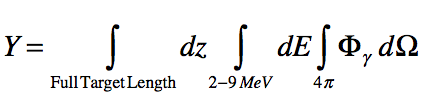 Y = ∫ dz ∫ dE ∫ Φγ dΩ
Full Target Length 2–9 MeV 4π